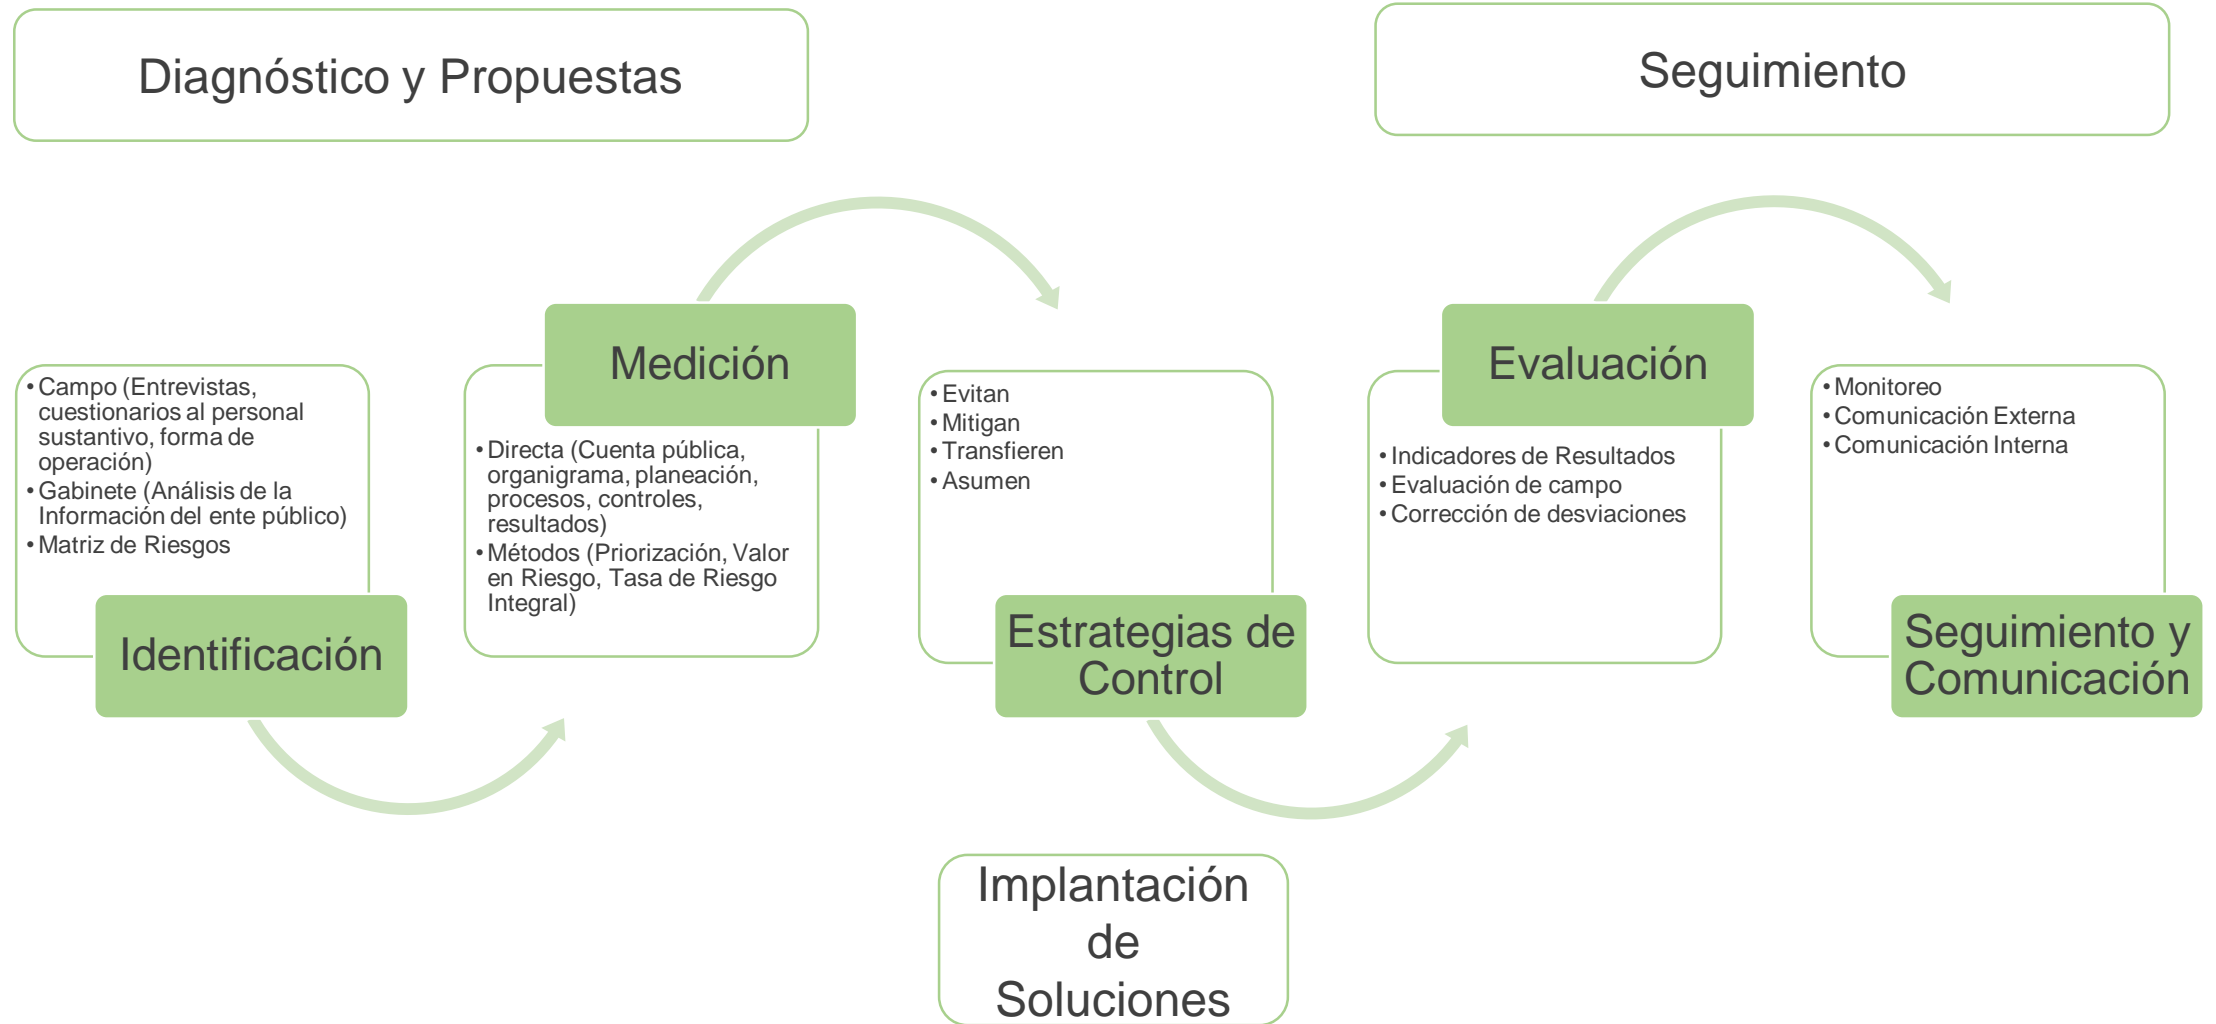 Diagnóstico y Propuestas
Seguimiento
•Campo (Entrevistas,
cuestionarios al personal
sustantivo, forma de
operación)
•Gabinete (Análisis de la
Información del ente público)
•Matriz de Riesgos
Identificación
Medición
•Directa (Cuenta pública,
organigrama, planeación,
procesos, controles,
resultados)
•Métodos (Priorización, Valor
en Riesgo, Tasa de Riesgo
Integral)
•Evitan
•Mitigan
•Transfieren
•Asumen
Estrategias de
Control
Evaluación
•Indicadores de Resultados
•Evaluación de campo
•Corrección de desviaciones
•Monitoreo
•Comunicación Externa
•Comunicación Interna
Seguimiento y
Comunicación
Implantación
de
Soluciones